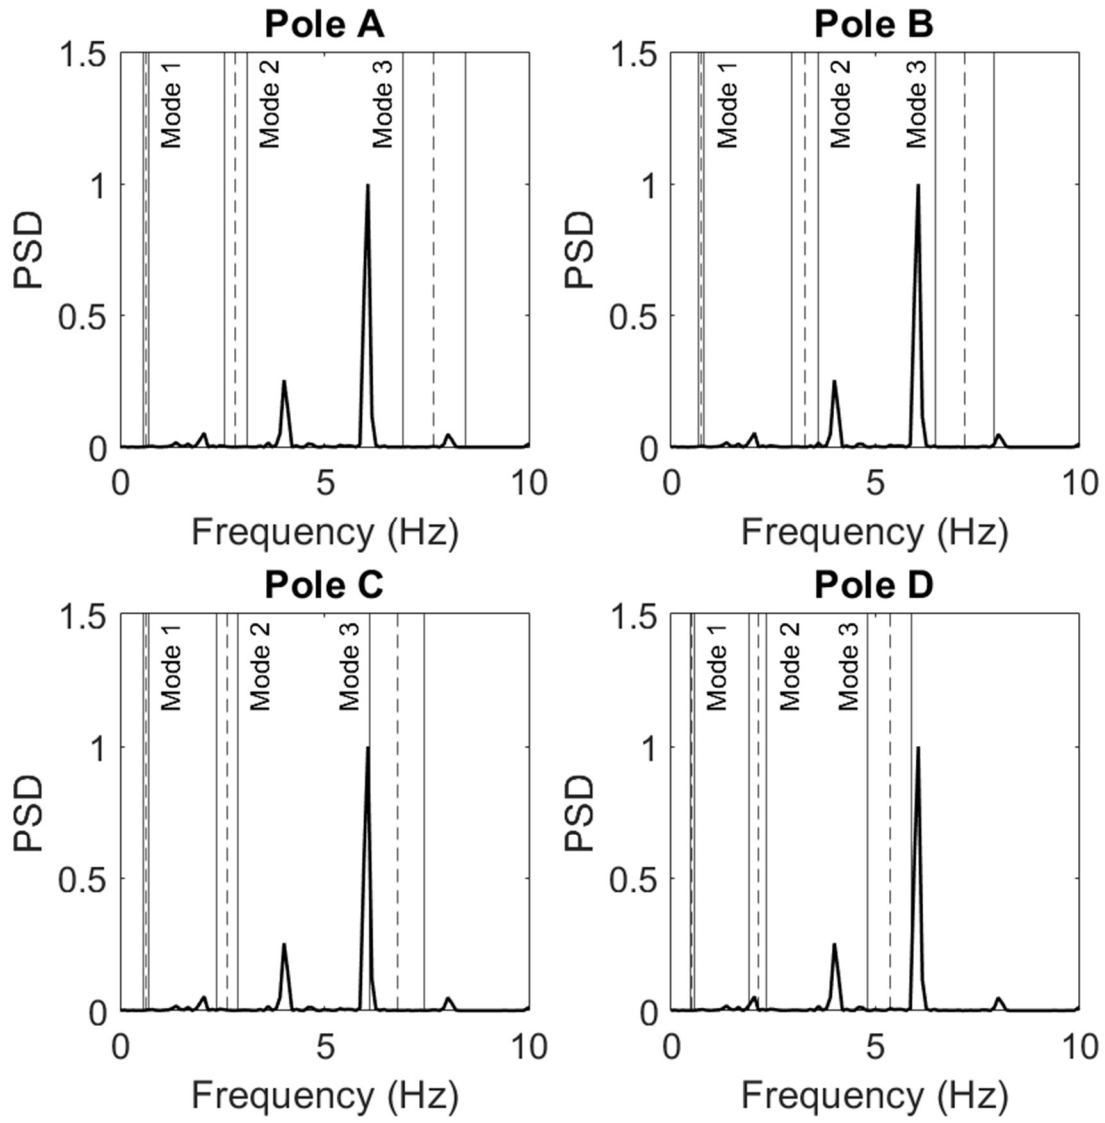 Pole A
1.5
1
0.5
0
PSD
Mode 1
Mode 2
Mode 3
0 5 10
Frequency (Hz)
Pole B
1.5
1
0.5
0
PSD
Mode 1
Mode 2
Mode 3
0 5 10
Frequency (Hz)
Pole C
1.5
1
0.5
0
PSD
Mode 1
Mode 2
Mode 3
0 5 10
Frequency (Hz)
Pole D
1.5
1
0.5
0
PSD
Mode 1
Mode 2
Mode 3
0 5 10
Frequency (Hz)